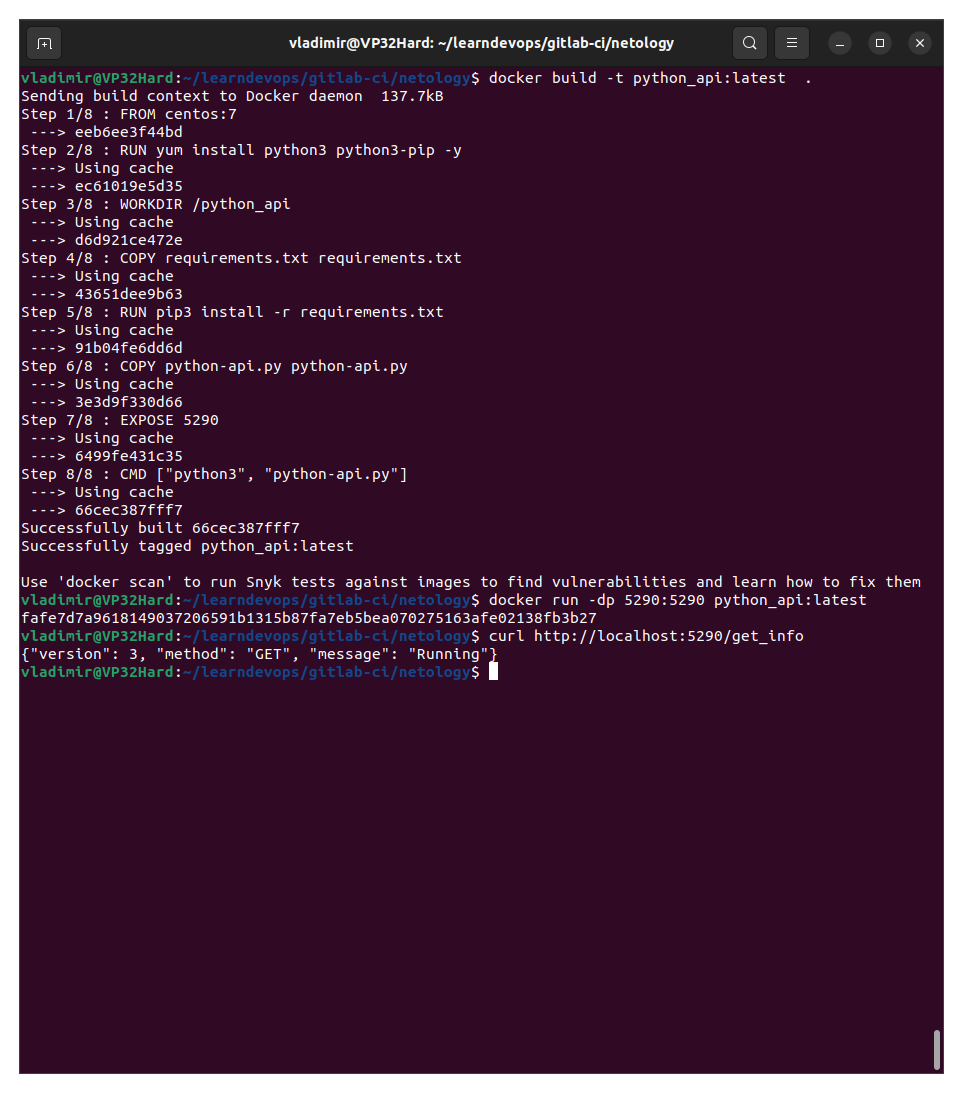 vladimir@VP32Hard: ~/learndevops/gitlab-ci/netology
vladimir@VP32Hard:~/learndevops/gitlab-ci/netology$ docker build -t python_api:latest  .
Sending build context to Docker daemon  137.7kB
Step 1/8 : FROM centos:7
 ---> eeb6ee3f44bd
Step 2/8 : RUN yum install python3 python3-pip -y
 ---> Using cache
 ---> ec61019e5d35
Step 3/8 : WORKDIR /python_api
 ---> Using cache
 ---> d6d921ce472e
Step 4/8 : COPY requirements.txt requirements.txt
 ---> Using cache
 ---> 43651dee9b63
Step 5/8 : RUN pip3 install -r requirements.txt
 ---> Using cache
 ---> 91b04fe6dd6d
Step 6/8 : COPY python-api.py python-api.py
 ---> Using cache
 ---> 3e3d9f330d66
Step 7/8 : EXPOSE 5290
 ---> Using cache
 ---> 6499fe431c35
Step 8/8 : CMD ["python3", "python-api.py"]
 ---> Using cache
 ---> 66cec387fff7
Successfully built 66cec387fff7
Successfully tagged python_api:latest

Use 'docker scan' to run Snyk tests against images to find vulnerabilities and learn how to fix them
vladimir@VP32Hard:~/learndevops/gitlab-ci/netology$ docker run -dp 5290:5290 python_api:latest
fafe7d7a9618149037206591b1315b87fa7eb5bea070275163afe02138fb3b27
vladimir@VP32Hard:~/learndevops/gitlab-ci/netology$ curl http://localhost:5290/get_info
{"version": 3, "method": "GET", "message": "Running"}
vladimir@VP32Hard:~/learndevops/gitlab-ci/netology$